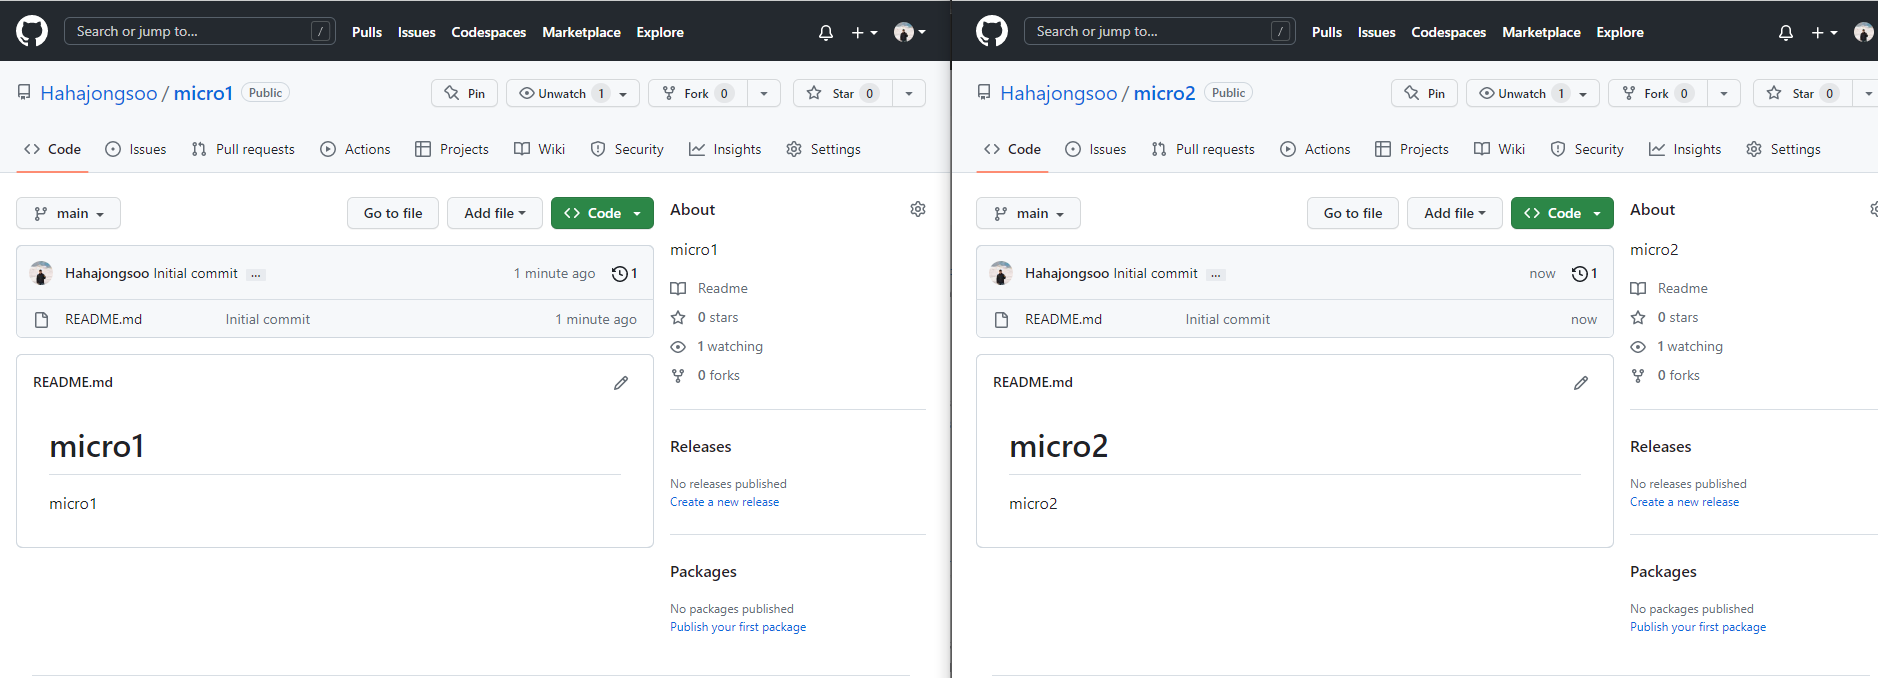 Search or jump to... / Pulls Issues Codespaces Marketplace Explore
Hahajongsoo / micro1 Public Pin Unwatch 1 Fork 0 Star 0
Code Issues Pull requests Actions Projects Wiki Security Insights Settings
main Go to file Add file Code
Hahajongsoo Initial commit ... 1 minute ago 1
README.md Initial commit 1 minute ago
README.md
micro1
micro1
About
micro1
Readme
0 stars
1 watching
0 forks
Releases
No releases published
Create a new release
Packages
No packages published
Publish your first package
Search or jump to... / Pulls Issues Codespaces Marketplace Explore
Hahajongsoo / micro2 Public Pin Unwatch 1 Fork 0 Star 0
Code Issues Pull requests Actions Projects Wiki Security Insights Settings
main Go to file Add file Code
Hahajongsoo Initial commit ... now 1
README.md Initial commit now
README.md
micro2
micro2
About
micro2
Readme
0 stars
1 watching
0 forks
Releases
No releases published
Create a new release
Packages
No packages published
Publish your first package